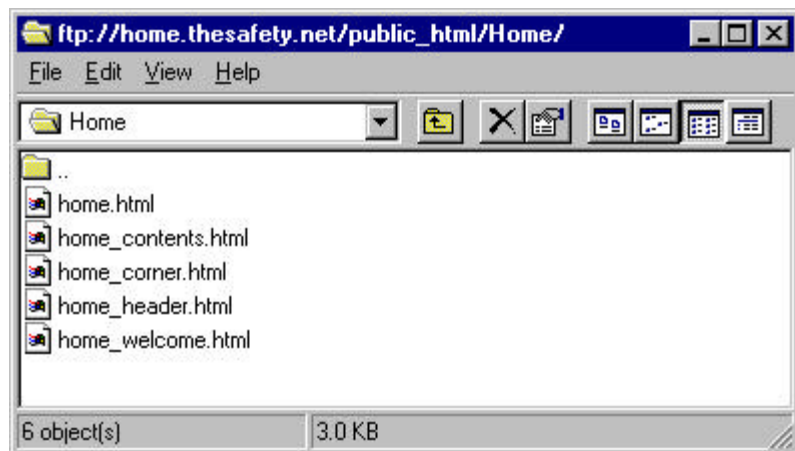 ftp://home.thesafety.net/public_html/Home/
File Edit View Help
Home
..
home.html
home_contents.html
home_corner.html
home_header.html
home_welcome.html
6 object(s) 3.0 KB